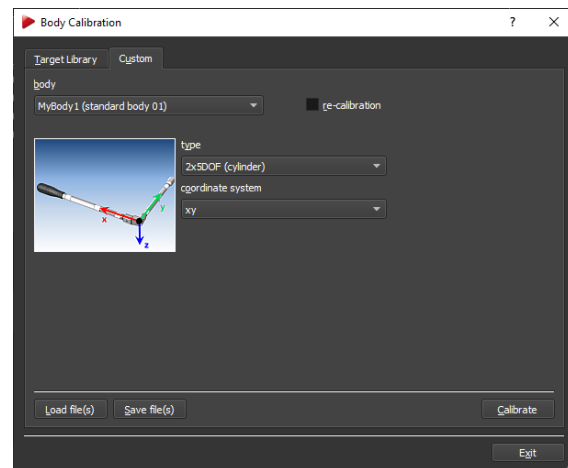 Body Calibration
?
Target Library
Custom
body
MyBody1 (standard body 01)
re-calibration
type
2x5DOF (cylinder)
coordinate system
xy
x
y
z
Load file(s)
Save file(s)
Calibrate
Exit